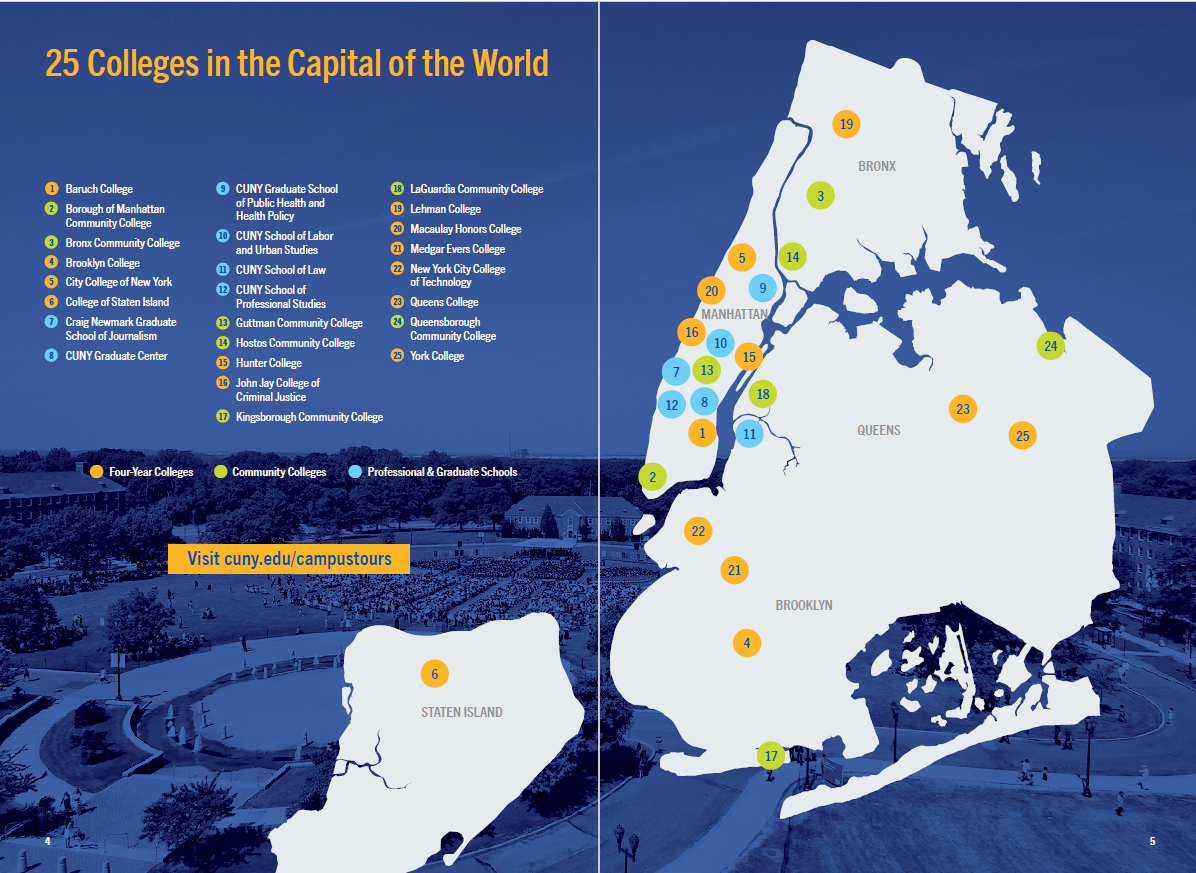 25 Colleges in the Capital of the World
1 Baruch College
2 Borough of Manhattan
Community College
3 Bronx Community College
4 Brooklyn College
5 City College of New York
6 College of Staten Island
7 Craig Newmark Graduate
School of Journalism
8 CUNY Graduate Center
9 CUNY Graduate School
of Public Health and
Health Policy
10 CUNY School of Labor
and Urban Studies
11 CUNY School of Law
12 CUNY School of
Professional Studies
13 Guttman Community College
14 Hostos Community College
15 Hunter College
16 John Jay College of
Criminal Justice
17 Kingsborough Community College
18 LaGuardia Community College
19 Lehman College
20 Macaulay Honors College
21 Medgar Evers College
22 New York City College
of Technology
23 Queens College
24 Queensborough
Community College
25 York College
Four-Year Colleges
Community Colleges
Professional & Graduate Schools
Visit cuny.edu/campustours
6
STATEN ISLAND
4
19
BRONX
3
5
14
20
9
MANHATTAN
16
10
15
24
7
13
12
8
18
23
1
11
QUEENS
25
2
22
21
BROOKLYN
4
17
5